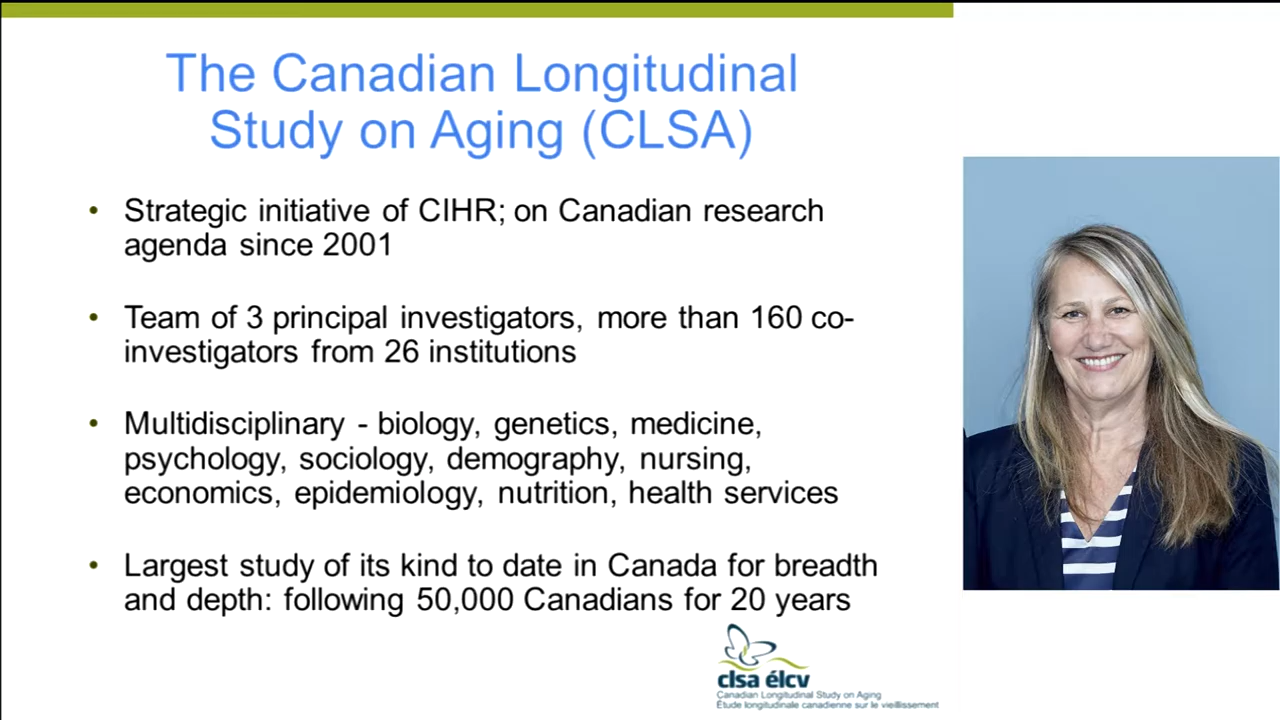 The Canadian Longitudinal
Study on Aging (CLSA)
• Strategic initiative of CIHR; on Canadian research
agenda since 2001
• Team of 3 principal investigators, more than 160 co-
investigators from 26 institutions
• Multidisciplinary - biology, genetics, medicine,
psychology, sociology, demography, nursing,
economics, epidemiology, nutrition, health services
• Largest study of its kind to date in Canada for breadth
and depth: following 50,000 Canadians for 20 years
clsa élcv
Canadian Longitudinal Study on Aging
Étude longitudinale canadienne sur le vieillissement